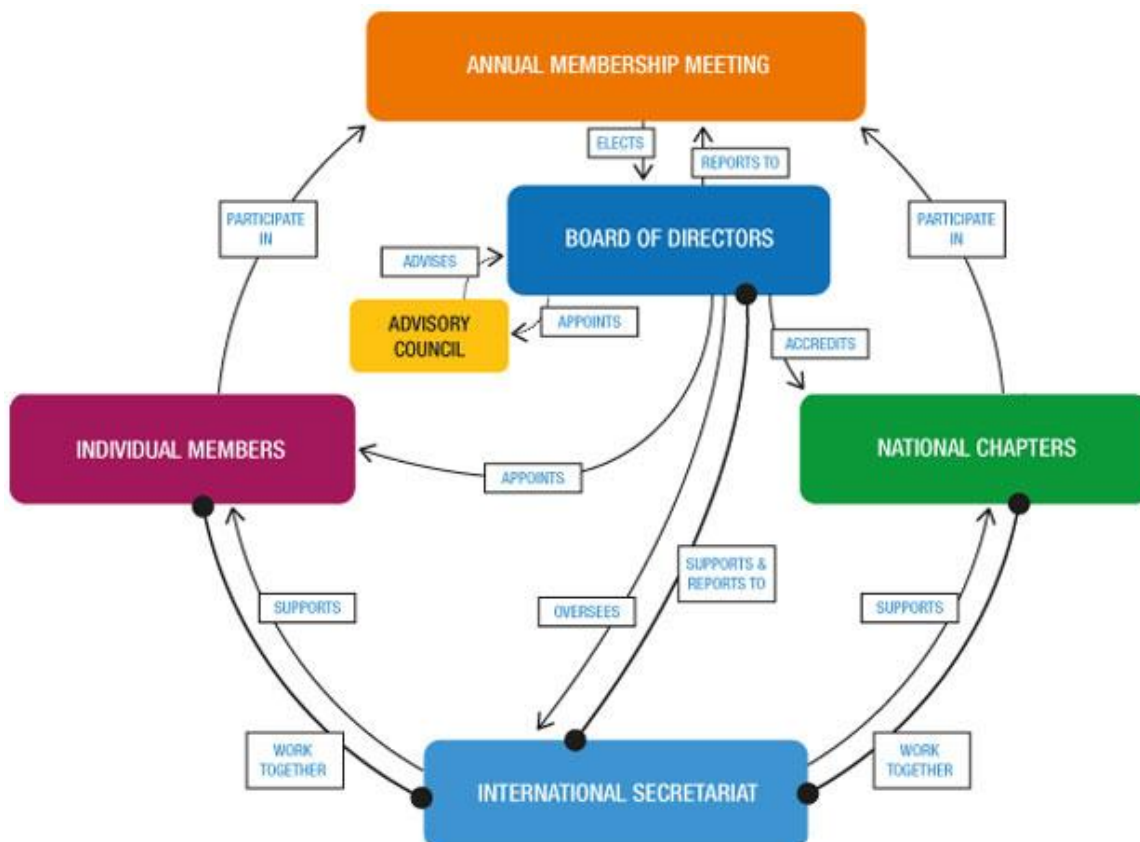 ANNUAL MEMBERSHIP MEETING
ELECTS
REPORTS TO
PARTICIPATE
IN
BOARD OF DIRECTORS
PARTICIPATE
IN
ADVISES
ADVISORY
COUNCIL
APPOINTS
ACCREDITS
INDIVIDUAL MEMBERS
APPOINTS
NATIONAL CHAPTERS
SUPPORTS
OVERSEES
SUPPORTS &
REPORTS TO
SUPPORTS
WORK
TOGETHER
WORK
TOGETHER
INTERNATIONAL SECRETARIAT